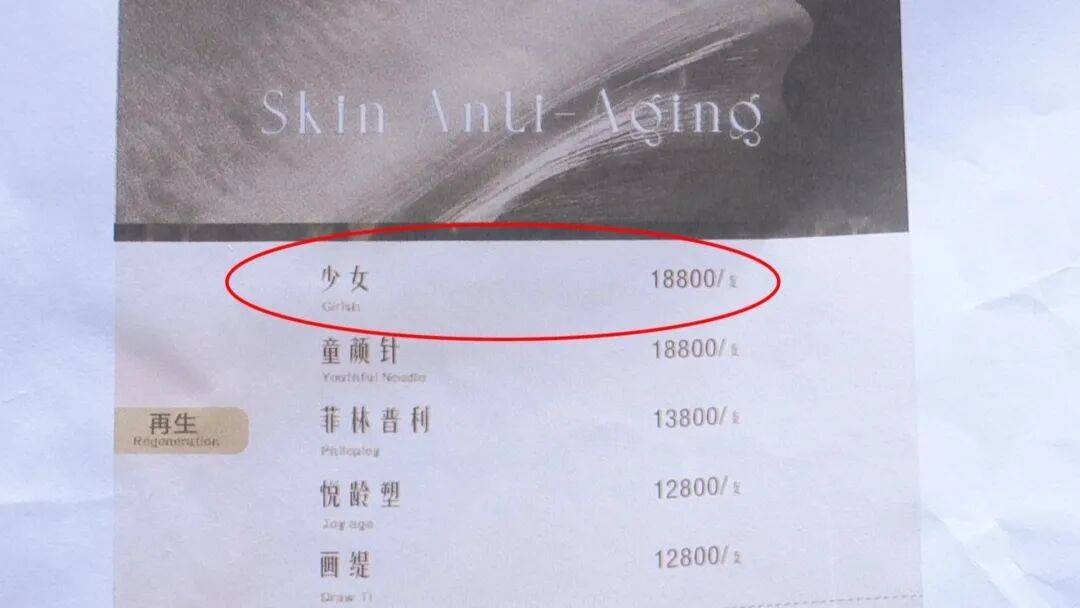 Skin Anti-Aging
少女 18800/支
Girlish
童颜针 18800/支
Youthful Needle
再生
Regeneration
菲林普利 13800/支
悦龄塑 12800/支
Joy age
画缇 12800/支
Draw Ti